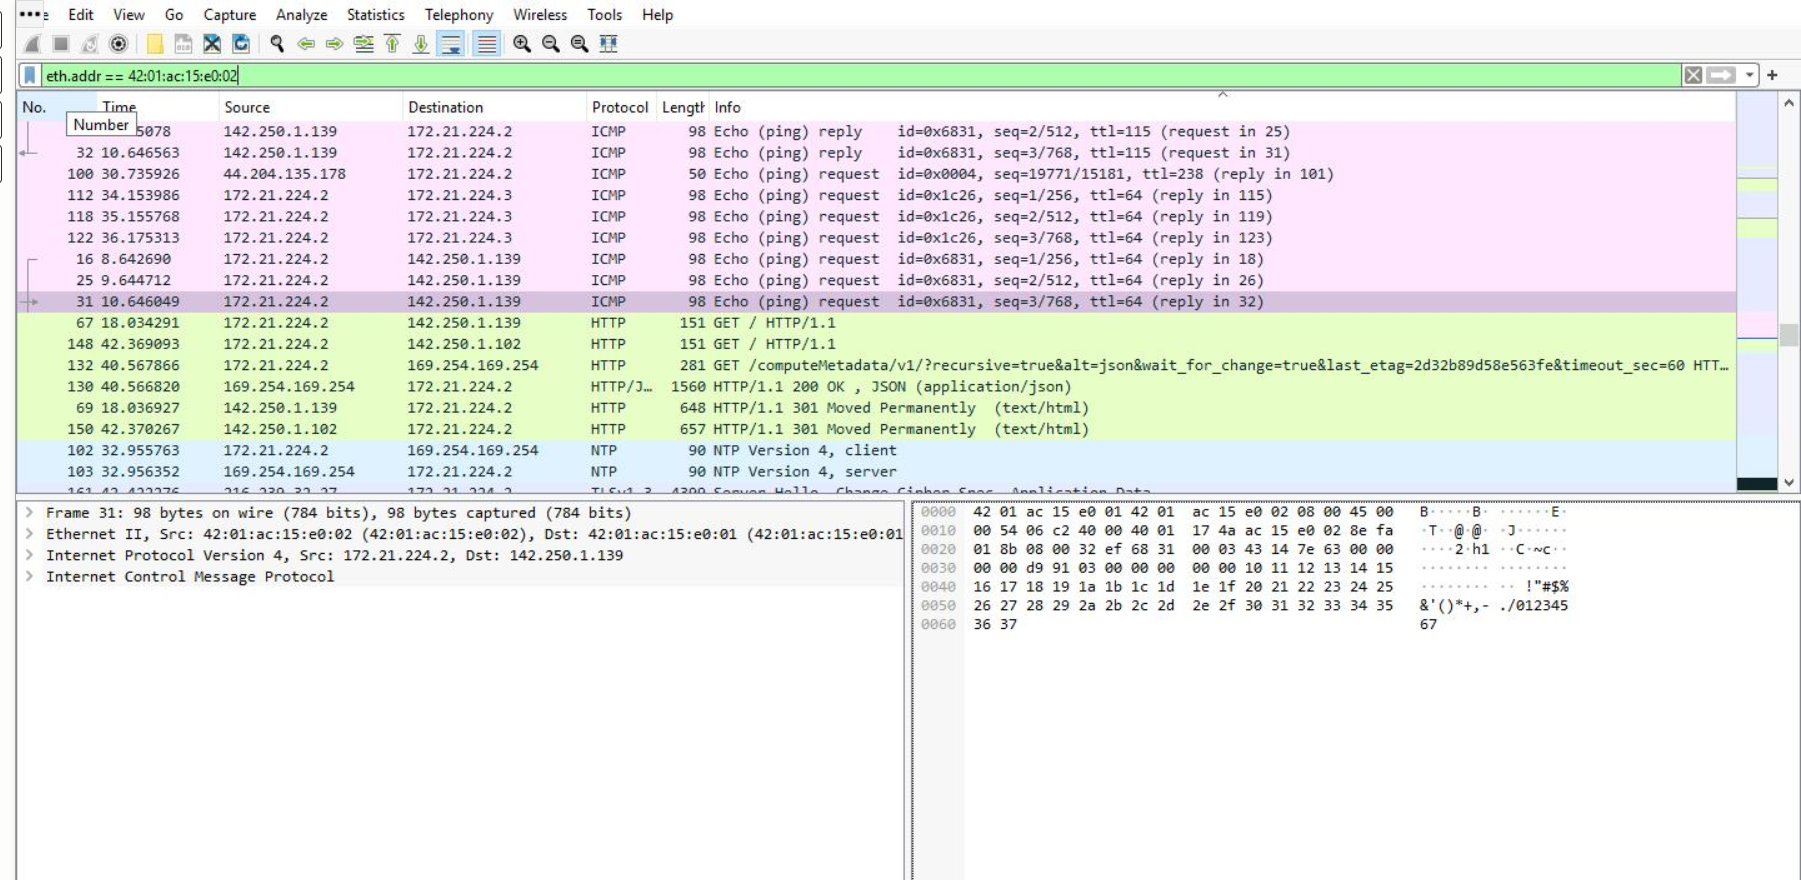 Edit View Go Capture Analyze Statistics Telephony Wireless Tools Help
eth.addr == 42:01:ac:15:e0:02
No. Time Source Destination Protocol Length Info
Number
5078 142.250.1.139 172.21.224.2 ICMP 98 Echo (ping) reply id=0x6831, seq=2/512, ttl=115 (request in 25)
32 10.646563 142.250.1.139 172.21.224.2 ICMP 98 Echo (ping) reply id=0x6831, seq=3/768, ttl=115 (request in 31)
100 30.735926 44.204.135.178 172.21.224.2 ICMP 50 Echo (ping) request id=0x0004, seq=19771/15181, ttl=238 (reply in 101)
112 34.153986 172.21.224.2 172.21.224.3 ICMP 98 Echo (ping) request id=0x1c26, seq=1/256, ttl=64 (reply in 115)
118 35.155768 172.21.224.2 172.21.224.3 ICMP 98 Echo (ping) request id=0x1c26, seq=2/512, ttl=64 (reply in 119)
122 36.175313 172.21.224.2 172.21.224.3 ICMP 98 Echo (ping) request id=0x1c26, seq=3/768, ttl=64 (reply in 123)
16 8.642690 172.21.224.2 142.250.1.139 ICMP 98 Echo (ping) request id=0x6831, seq=1/256, ttl=64 (reply in 18)
25 9.644712 172.21.224.2 142.250.1.139 ICMP 98 Echo (ping) request id=0x6831, seq=2/512, ttl=64 (reply in 26)
31 10.646049 172.21.224.2 142.250.1.139 ICMP 98 Echo (ping) request id=0x6831, seq=3/768, ttl=64 (reply in 32)
67 18.034291 172.21.224.2 142.250.1.139 HTTP 151 GET / HTTP/1.1
148 42.369093 172.21.224.2 142.250.1.102 HTTP 151 GET / HTTP/1.1
132 40.567866 172.21.224.2 169.254.169.254 HTTP 281 GET /computeMetadata/v1/?recursive=true&alt=json&wait_for_change=true&last_etag=2d32b89d58e563fe&timeout_sec=60 HTT…
130 40.566820 169.254.169.254 172.21.224.2 HTTP/J… 1560 HTTP/1.1 200 OK , JSON (application/json)
69 18.036927 142.250.1.139 172.21.224.2 HTTP 648 HTTP/1.1 301 Moved Permanently (text/html)
150 42.370267 142.250.1.102 172.21.224.2 HTTP 657 HTTP/1.1 301 Moved Permanently (text/html)
102 32.955763 172.21.224.2 169.254.169.254 NTP 90 NTP Version 4, client
103 32.956352 169.254.169.254 172.21.224.2 NTP 90 NTP Version 4, server
161 42.422276 216.239.32.27 172.21.224.2 TLSv1.3 4390 Server Hello, Change Cipher Spec, Application Data
Frame 31: 98 bytes on wire (784 bits), 98 bytes captured (784 bits)
Ethernet II, Src: 42:01:ac:15:e0:02 (42:01:ac:15:e0:02), Dst: 42:01:ac:15:e0:01 (42:01:ac:15:e0:01
Internet Protocol Version 4, Src: 172.21.224.2, Dst: 142.250.1.139
Internet Control Message Protocol
0000 42 01 ac 15 e0 01 42 01 ac 15 e0 02 08 00 45 00 B·····B· ······E·
0010 00 54 06 c2 40 00 40 01 17 4a ac 15 e0 02 8e fa ·T··@·@· ·J······
0020 01 8b 08 00 32 ef 68 31 00 03 43 14 7e 63 00 00 ····2·h1 ··C·~c··
0030 00 00 d9 91 03 00 00 00 00 00 10 11 12 13 14 15 ········ ········
0040 16 17 18 19 1a 1b 1c 1d 1e 1f 20 21 22 23 24 25 ········ ·· !"#$%
0050 26 27 28 29 2a 2b 2c 2d 2e 2f 30 31 32 33 34 35 &'()*+,- ./012345
0060 36 37 67